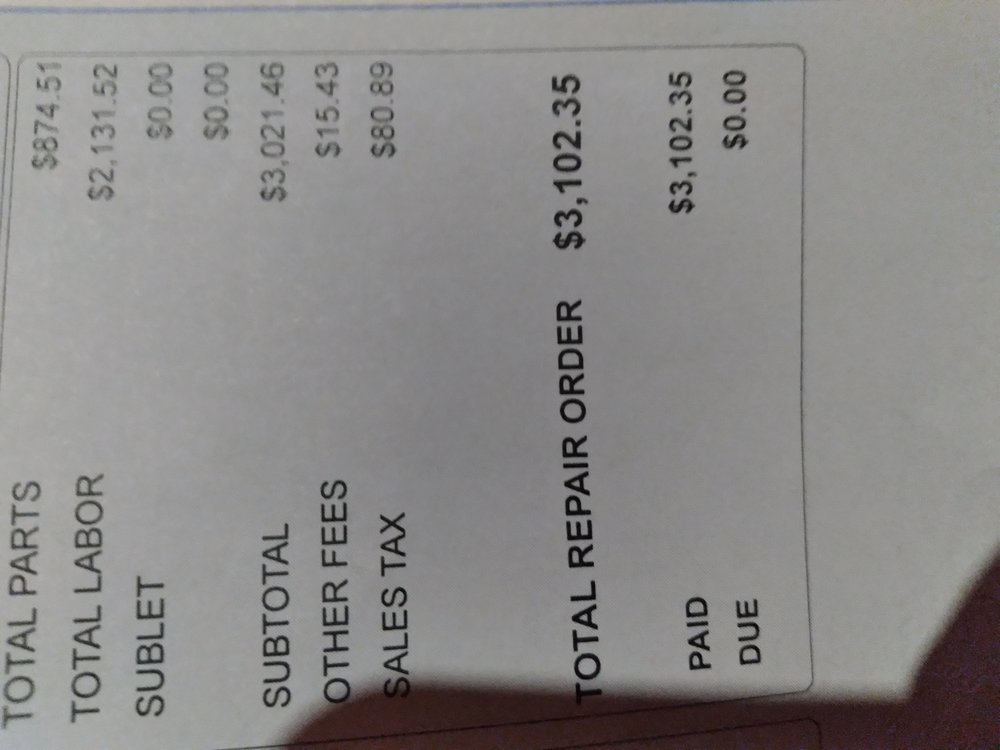 TOTAL PARTS $874.51
TOTAL LABOR $2,131.52
SUBLET $0.00
$0.00
SUBTOTAL $3,021.46
OTHER FEES $15.43
SALES TAX $80.89
TOTAL REPAIR ORDER $3,102.35
PAID $3,102.35
DUE $0.00